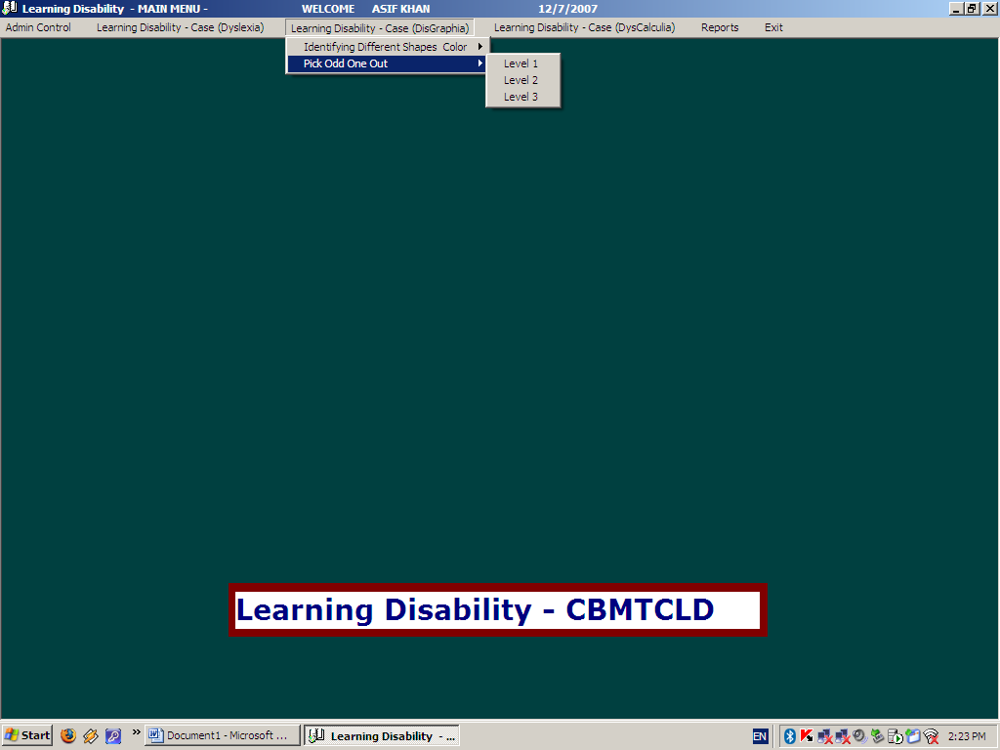 Learning Disability - MAIN MENU - WELCOME ASIF KHAN 12/7/2007
Admin Control Learning Disability - Case (Dyslexia) Learning Disability - Case (DisGraphia) Learning Disability - Case (DysCalculia) Reports Exit
Identifying Different Shapes Color
Pick Odd One Out
Level 1
Level 2
Level 3
Learning Disability - CBMTCLD
Start Document1 - Microsoft ... Learning Disability - ... EN 2:23 PM